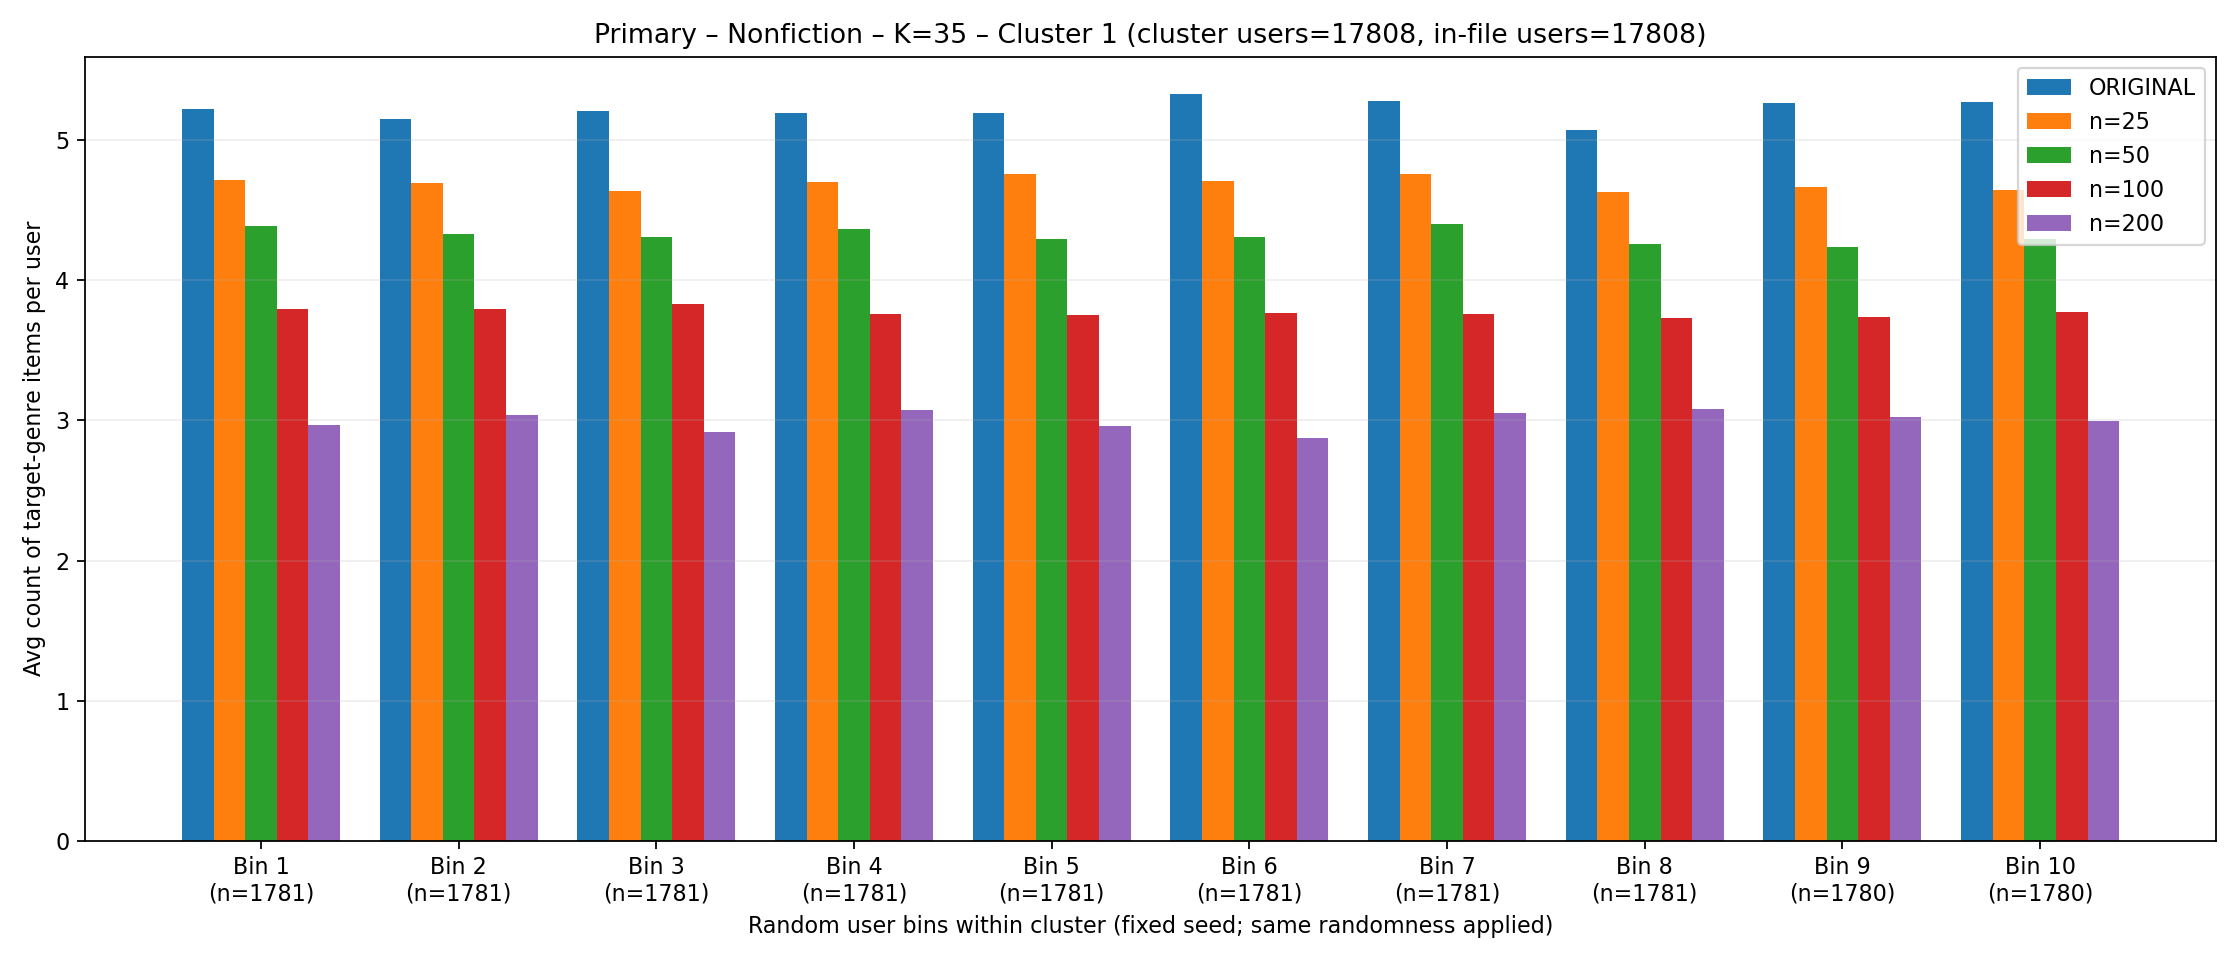 Primary – Nonfiction – K=35 – Cluster 1 (cluster users=17808, in-file users=17808)
ORIGINAL
n=25
n=50
n=100
n=200
Avg count of target-genre items per user
5
4
3
2
1
0
Bin 1 Bin 2 Bin 3 Bin 4 Bin 5 Bin 6 Bin 7 Bin 8 Bin 9 Bin 10
(n=1781) (n=1781) (n=1781) (n=1781) (n=1781) (n=1781) (n=1781) (n=1781) (n=1780) (n=1780)
Random user bins within cluster (fixed seed; same randomness applied)